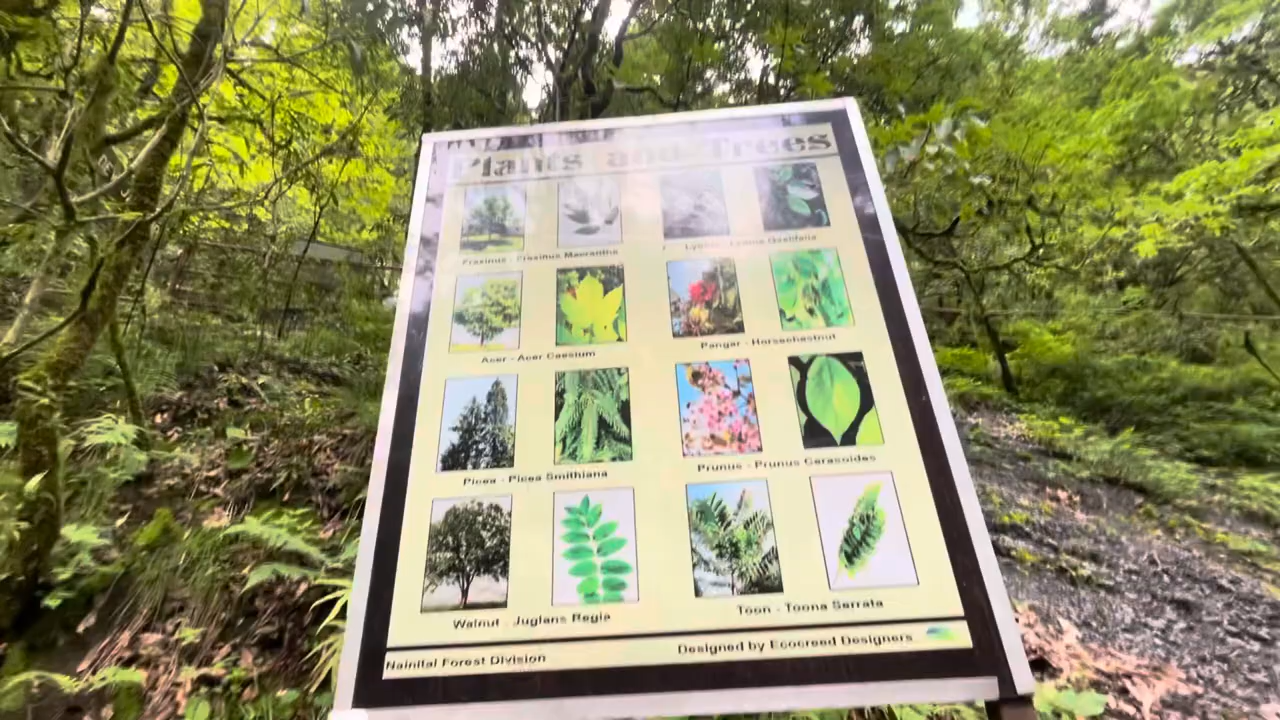 Plants and Trees
Fraxinus - Fraxinus Macrantha
Lyonia - Lyonia Ovalifolia
Acer - Acer Caesium
Pangar - Horsechestnut
Picea - Picea Smithiana
Prunus - Prunus Cerasoides
Walnut - Juglans Regia
Toon - Toona Serrata
Nainital Forest Division
Designed by Ecocreed Designers